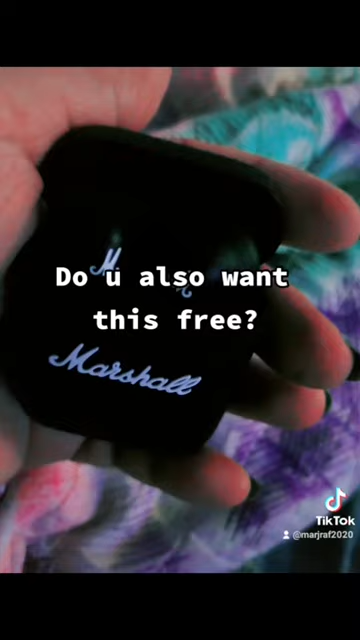 Do u also want
this free?
M
Marshall
TikTok
@marjraf2020